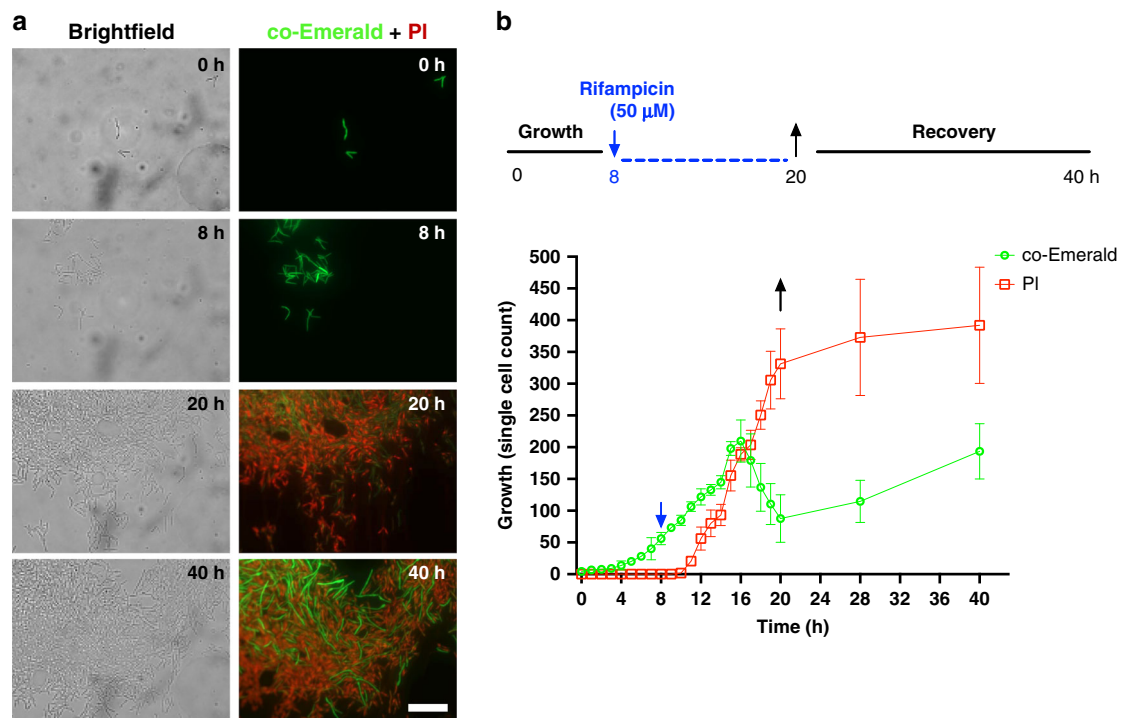 a
Brightfield
co-Emerald + PI
0 h
0 h
8 h
8 h
20 h
20 h
40 h
40 h
b
Rifampicin
(50 µM)
Growth
Recovery
0
8
20
40 h
co-Emerald
PI
Growth (single cell count)
500
450
400
350
300
250
200
150
100
50
0
0 4 8 12 16 20 24 28 32 36 40
Time (h)